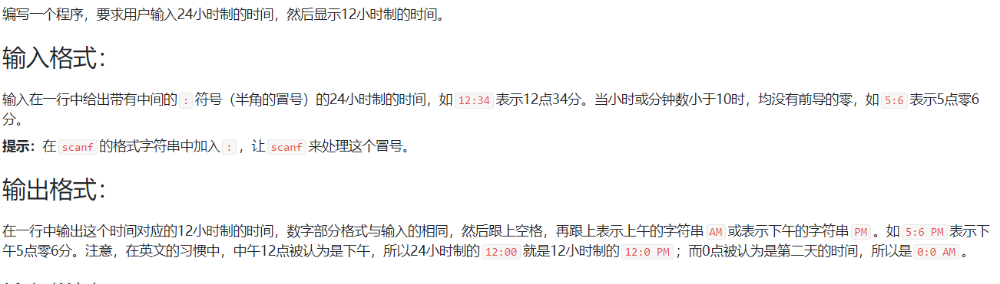 编写一个程序，要求用户输入24小时制的时间，然后显示12小时制的时间。
输入格式：
输入在一行中给出带有中间的 : 符号（半角的冒号）的24小时制的时间，如 12:34 表示12点34分。当小时或分钟数小于10时，均没有前导的零，如 5:6 表示5点零6
分。
提示：在 scanf 的格式字符串中加入 : ，让 scanf 来处理这个冒号。
输出格式：
在一行中输出这个时间对应的12小时制的时间，数字部分格式与输入的相同，然后跟上空格，再跟上表示上午的字符串 AM 或表示下午的字符串 PM 。如 5:6 PM 表示下
午5点零6分。注意，在英文的习惯中，中午12点被认为是下午，所以24小时制的 12:00 就是12小时制的 12:0 PM ；而0点被认为是第二天的时间，所以是 0:0 AM 。